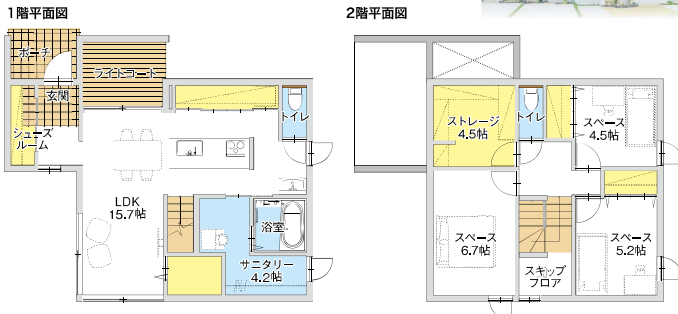 1階平面図
ポーチ
ライトコート
玄関
シューズ
ルーム
トイレ
LDK
15.7帖
浴室
サニタリー
4.2帖
2階平面図
ストレージ
4.5帖
トイレ
スペース
4.5帖
スペース
6.7帖
スペース
5.2帖
スキップ
フロア